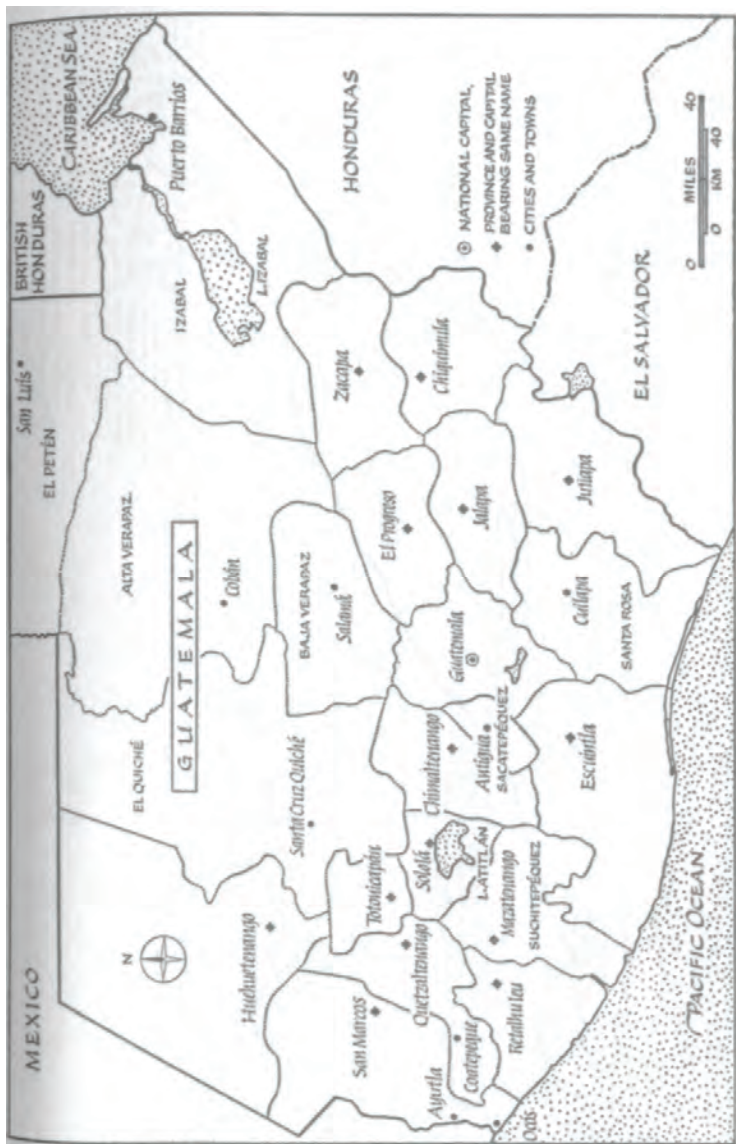 MEXICO
EL PETÉN
San Luis
BRITISH
HONDURAS
CARIBBEAN SEA
Puerto Barrios
IZABAL
L.IZABAL
ALTA VERAPAZ
EL QUICHÉ
GUATEMALA
N
Cobán
Huehuetenango
Santa Cruz Quiché
BAJA VERAPAZ
Salamá
Zacapa
HONDURAS
San Marcos
Totonicapán
El Progreso
Chiquimula
Quetzaltenango
Sololá
L.ATITLÁN
Chimaltenango
Guatemala
Jalapa
Ayutla
Coatepeque
Antigua
SACATEPÉQUEZ
Mazatenango
SUCHITEPÉQUEZ
Retalhuleu
Ocós
Escuintla
Cuilapa
SANTA ROSA
Jutiapa
EL SALVADOR
PACIFIC OCEAN
NATIONAL CAPITAL,
PROVINCE AND CAPITAL
BEARING SAME NAME
CITIES AND TOWNS
MILES
0 40
KM
0 40